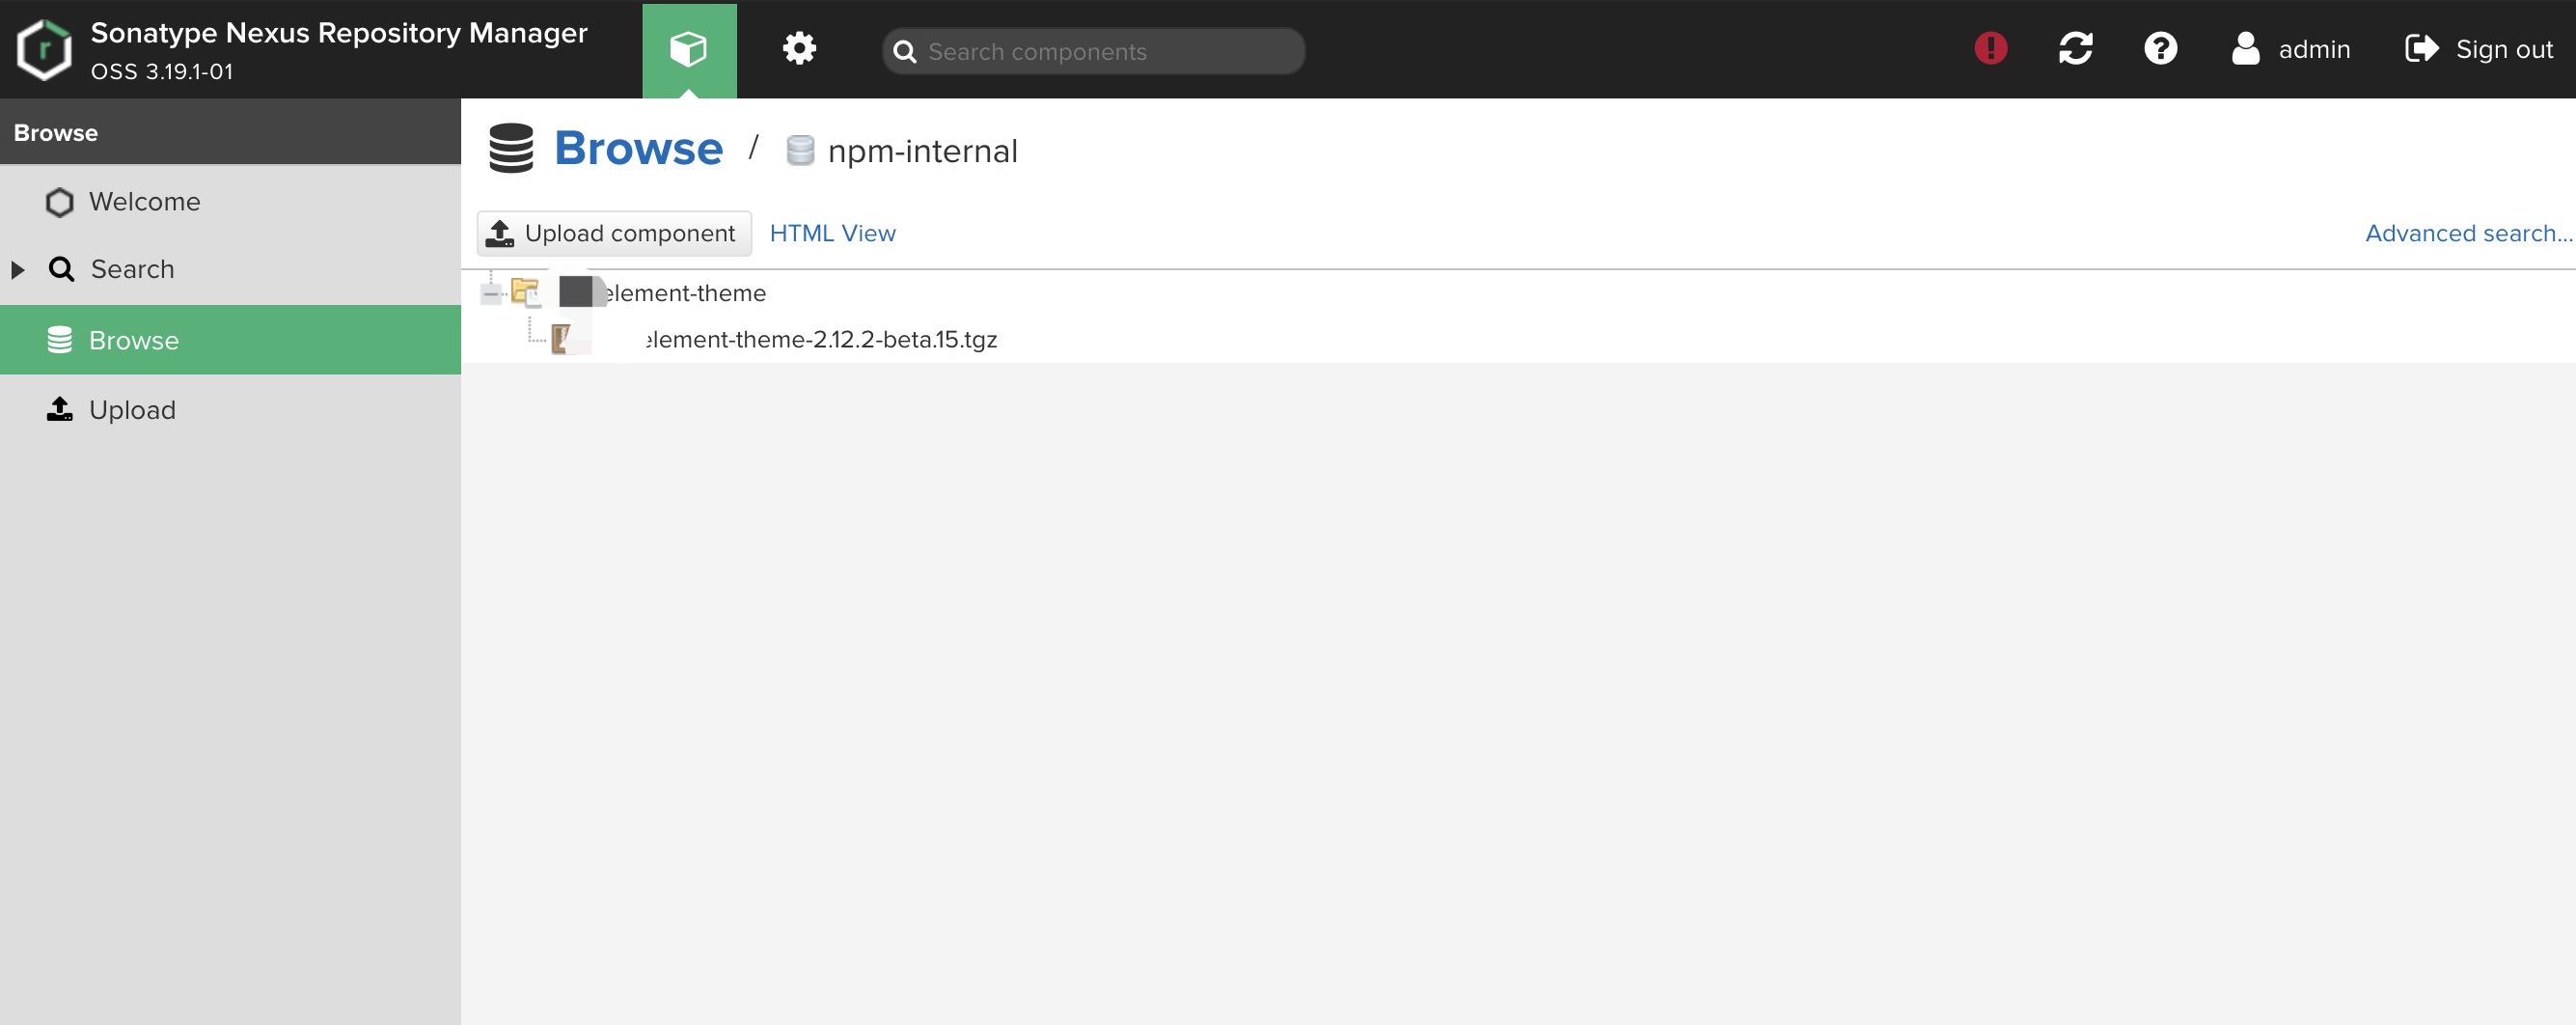 Sonatype Nexus Repository Manager
OSS 3.19.1-01
Search components
admin
Sign out
Browse
Welcome
Search
Browse
Upload
Browse / npm-internal
Upload component
HTML View
Advanced search...
element-theme
element-theme-2.12.2-beta.15.tgz